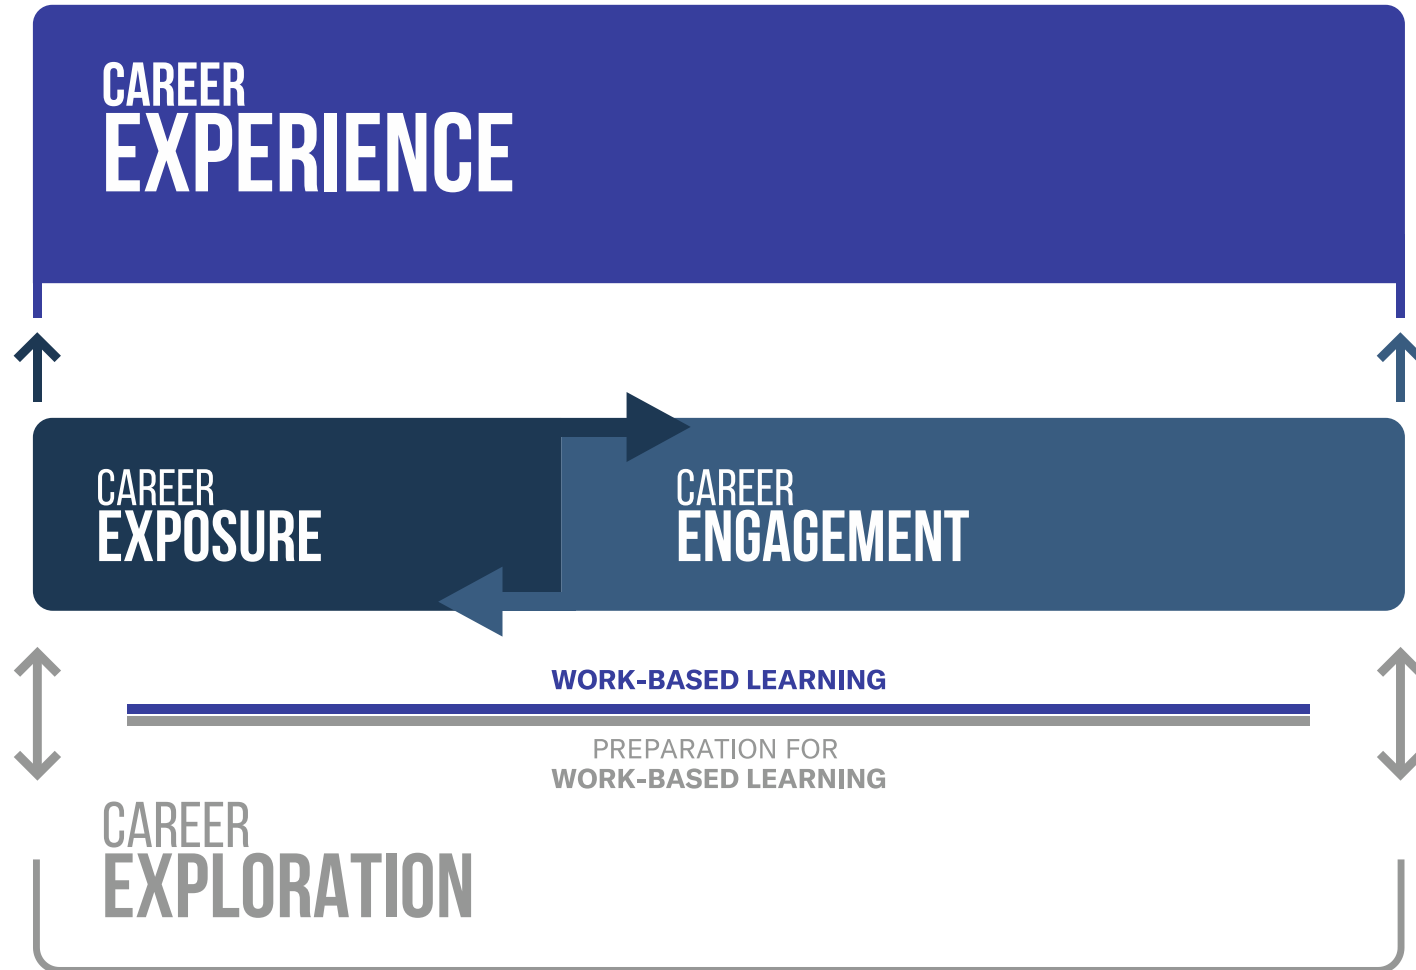 CAREER
EXPERIENCE
CAREER
EXPOSURE
CAREER
ENGAGEMENT
WORK-BASED LEARNING
PREPARATION FOR
WORK-BASED LEARNING
CAREER
EXPLORATION